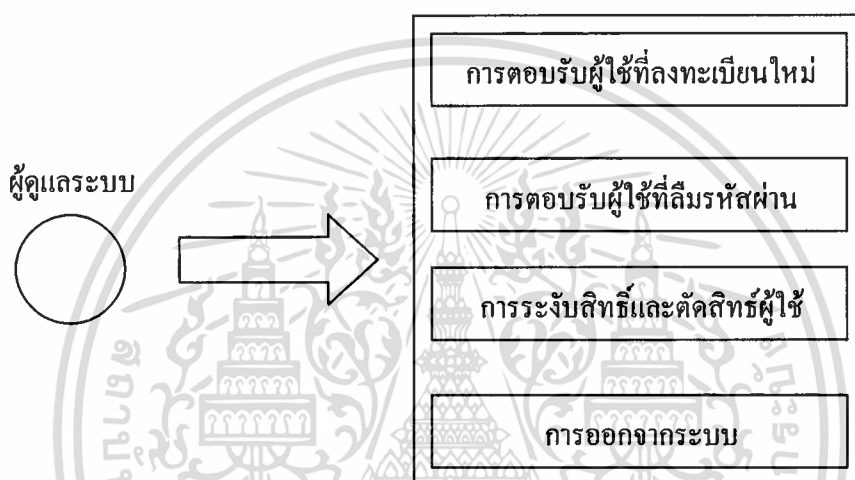 การตอบรับผู้ใช้ที่ลงทะเบียนใหม่
ผู้ดูแลระบบ
การตอบรับผู้ใช้ที่ลืมรหัสผ่าน
การระงับสิทธิ์และตัดสิทธ์ผู้ใช้
การออกจากระบบ